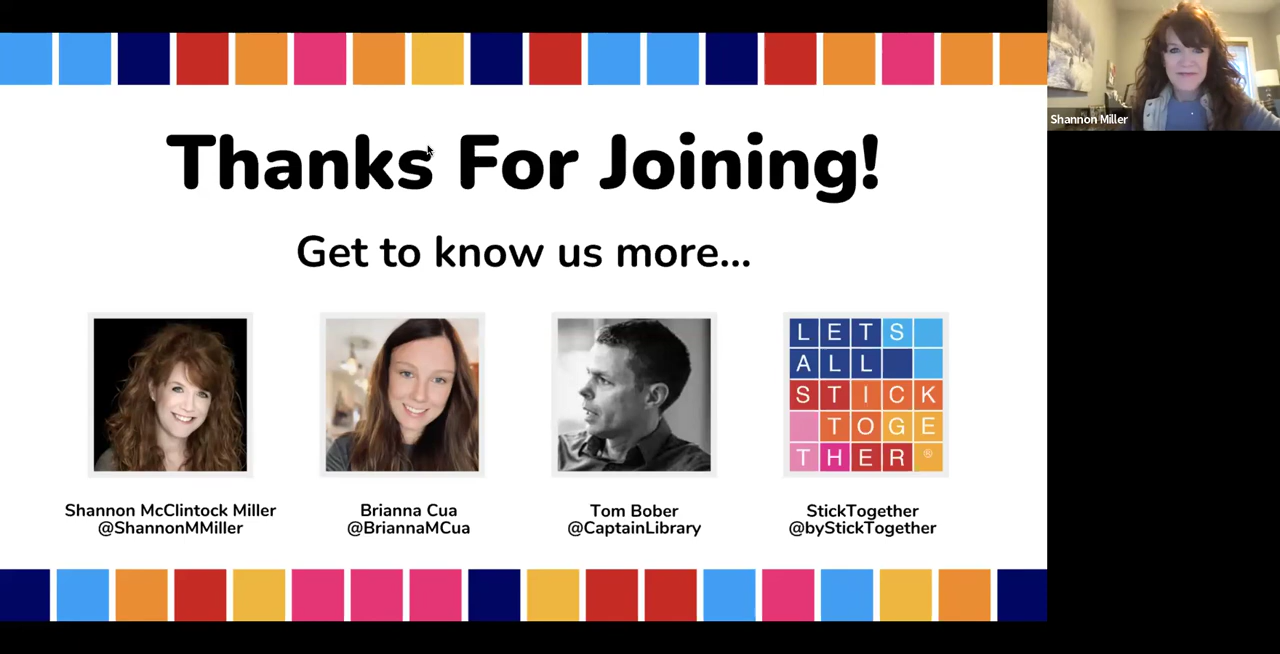 Thanks For Joining!
Get to know us more...
Shannon Miller
LETS
ALL
STICK
TOGE
THER®
Shannon McClintock Miller
@ShannonMMiller
Brianna Cua
@BriannaMCua
Tom Bober
@CaptainLibrary
StickTogether
@byStickTogether